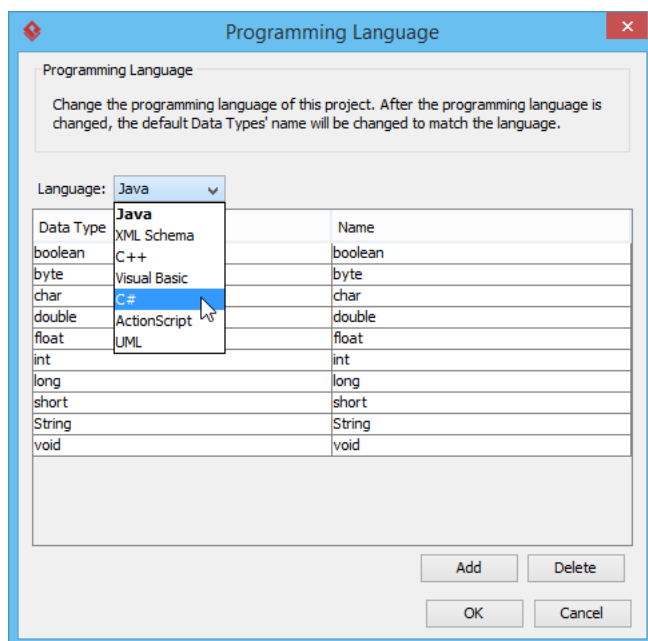 Programming Language
Programming Language
Change the programming language of this project. After the programming language is
changed, the default Data Types' name will be changed to match the language.
Language: Java
Java
XML Schema
C++
Visual Basic
C#
ActionScript
UML
Data Type Name
boolean boolean
byte byte
char char
double double
float float
int int
long long
short short
String String
void void
Add Delete
OK Cancel